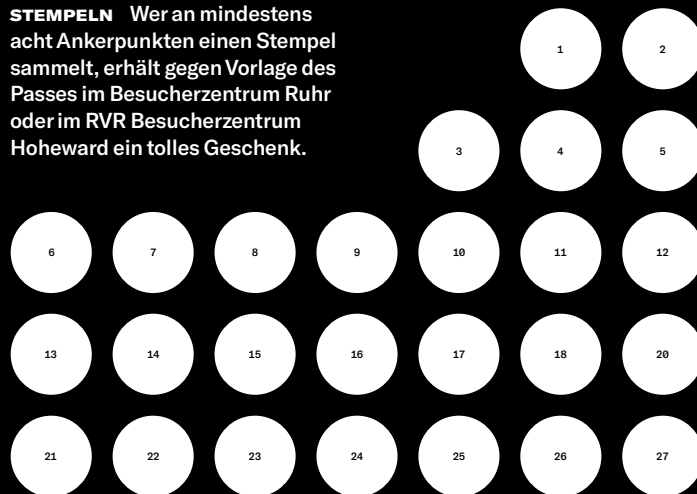 STEMPELN Wer an mindestens
acht Ankerpunkten einen Stempel
sammelt, erhält gegen Vorlage des
Passes im Besucherzentrum Ruhr
oder im RVR Besucherzentrum
Hoheward ein tolles Geschenk.
1 2
3 4 5
6 7 8 9 10 11 12
13 14 15 16 17 18 20
21 22 23 24 25 26 27